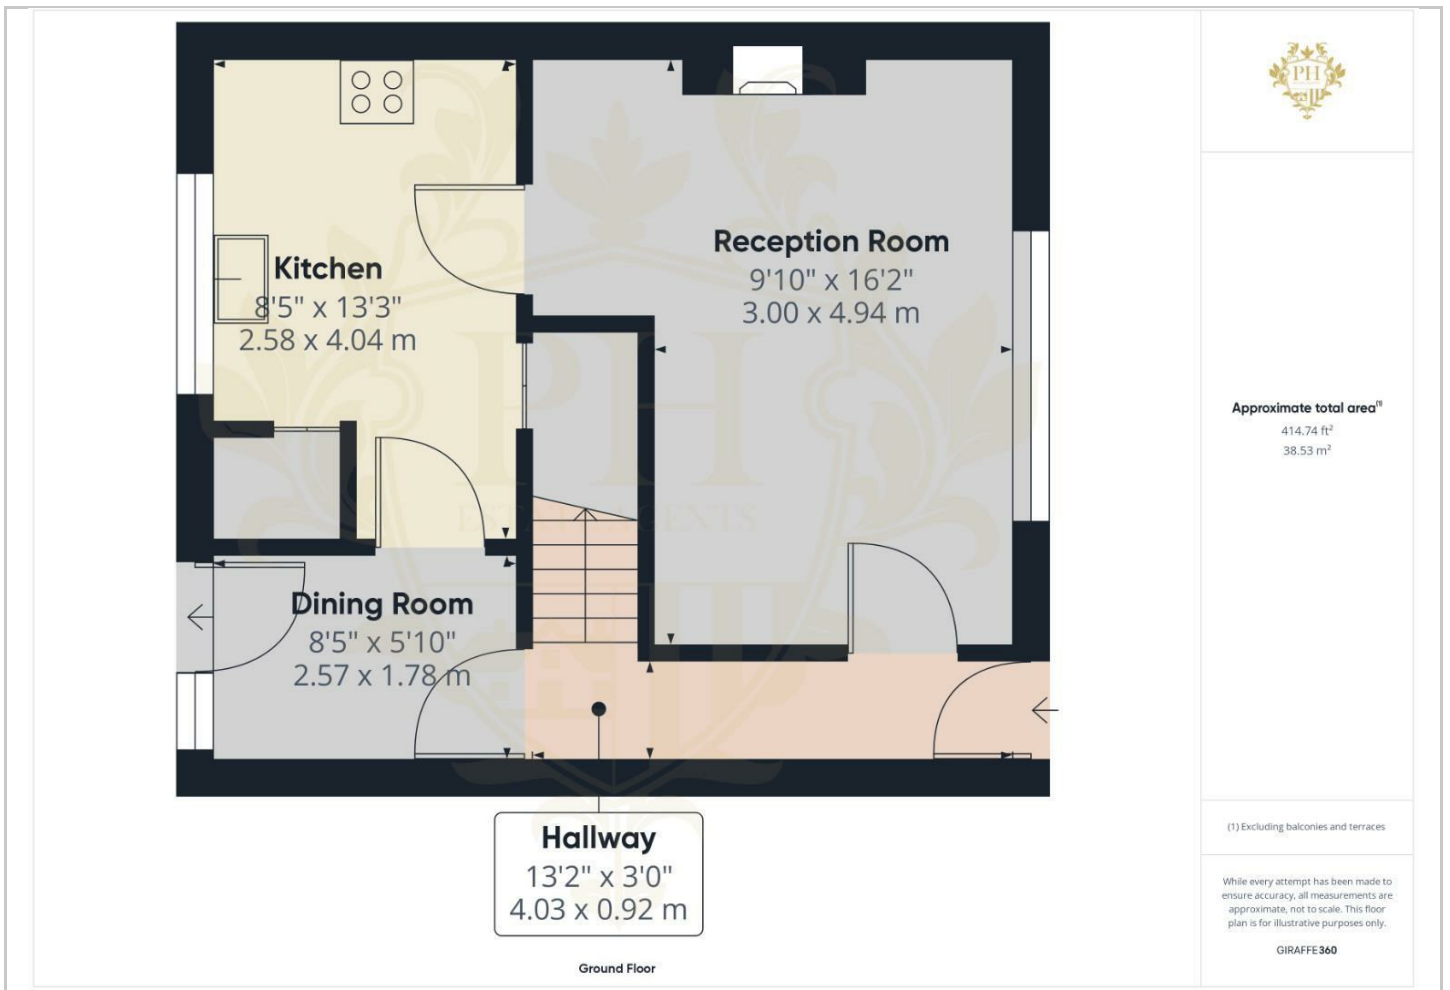 Kitchen
8'5" x 13'3"
2.58 x 4.04 m
Reception Room
9'10" x 16'2"
3.00 x 4.94 m
Dining Room
8'5" x 5'10"
2.57 x 1.78 m
Hallway
13'2" x 3'0"
4.03 x 0.92 m
Ground Floor
PH
ESTATE AGENTS
PH
Approximate total area⁽¹⁾
414.74 ft²
38.53 m²
(1) Excluding balconies and terraces
While every attempt has been made to
ensure accuracy, all measurements are
approximate, not to scale. This floor
plan is for illustrative purposes only.
GIRAFFE360